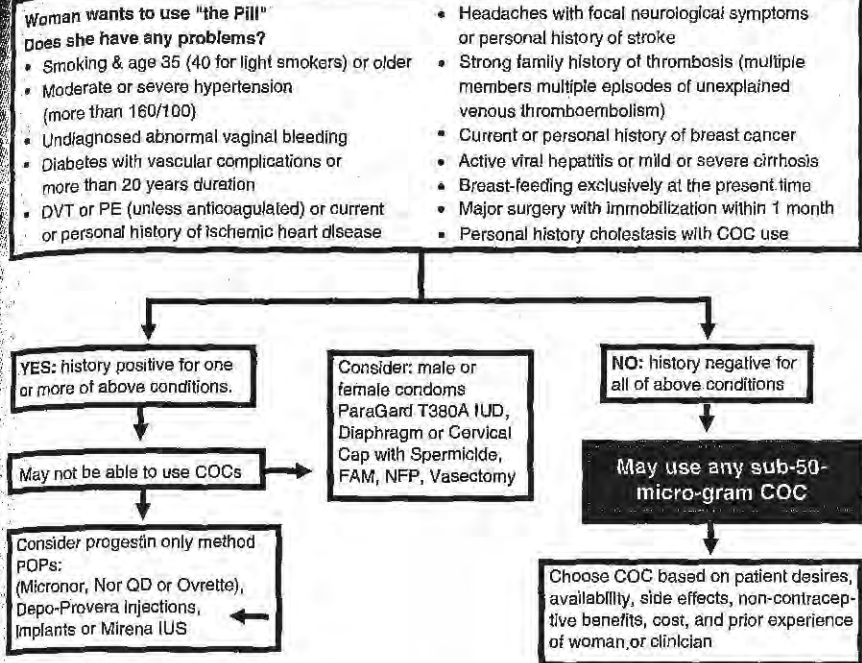 Woman wants to use "the Pill"
Does she have any problems?
• Smoking & age 35 (40 for light smokers) or older
• Moderate or severe hypertension
(more than 160/100)
• Undiagnosed abnormal vaginal bleeding
• Diabetes with vascular complications or
more than 20 years duration
• DVT or PE (unless anticoagulated) or current
or personal history of ischemic heart disease
• Headaches with focal neurological symptoms
or personal history of stroke
• Strong family history of thrombosis (multiple
members multiple episodes of unexplained
venous thromboembolism)
• Current or personal history of breast cancer
• Active viral hepatitis or mild or severe cirrhosis
• Breast-feeding exclusively at the present time
• Major surgery with immobilization within 1 month
• Personal history cholestasis with COC use
YES: history positive for one
or more of above conditions.
May not be able to use COCs
Consider progestin only method
POPs:
(Micronor, Nor QD or Ovrette),
Depo-Provera injections,
Implants or Mirena IUS
Consider: male or
female condoms
ParaGard T380A IUD,
Diaphragm or Cervical
Cap with Spermicide,
FAM, NFP, Vasectomy
NO: history negative for
all of above conditions
May use any sub-50-
micro-gram COC
Choose COC based on patient desires,
availability, side effects, non-contracep-
tive benefits, cost, and prior experience
of woman or clinician